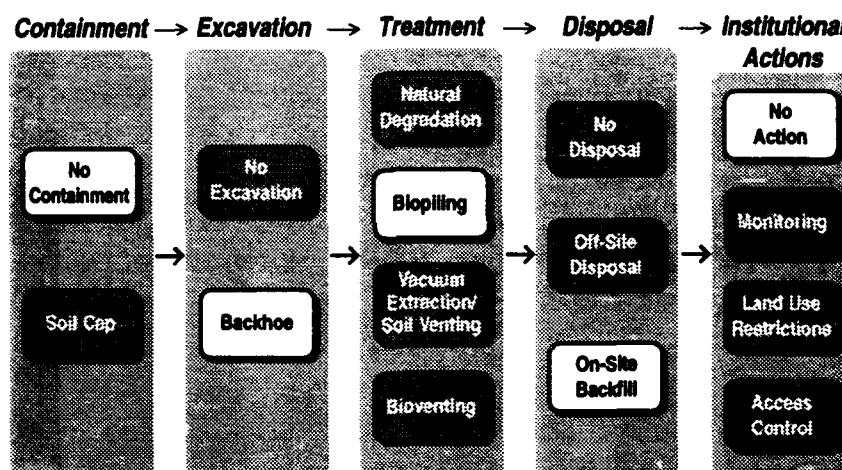 Containment → Excavation → Treatment → Disposal → Institutional
Actions
No
Containment
Soil Cap
No
Excavation
Backhoe
Natural
Degradation
Biopiling
Vacuum
Extraction/
Soil Venting
Bioventing
No
Disposal
Off-Site
Disposal
On-Site
Backfill
No
Action
Monitoring
Land Use
Restrictions
Access
Control